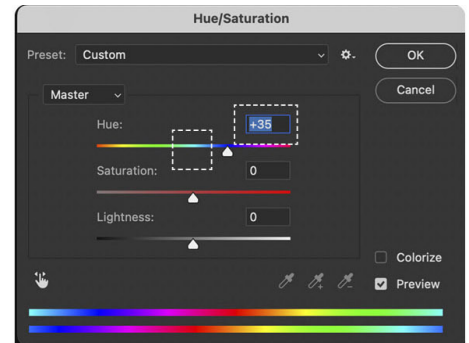 Hue/Saturation
Preset: Custom
OK
Cancel
Master
Hue: +35
Saturation: 0
Lightness: 0
Colorize
Preview